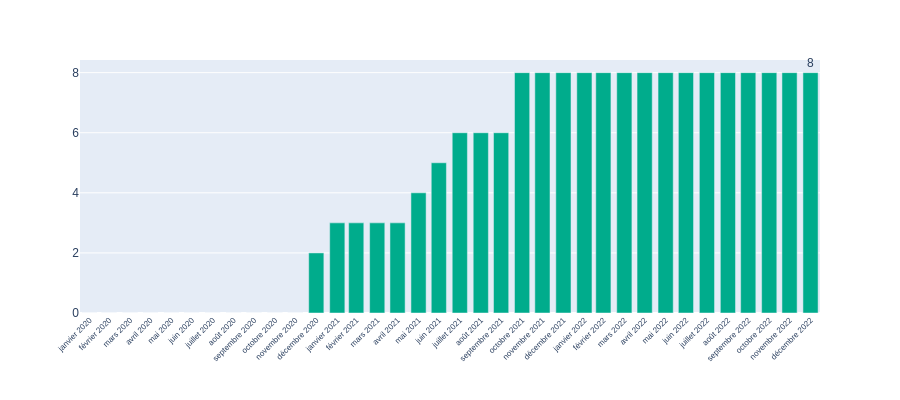 8
8
6
4
2
0
janvier 2020
février 2020
mars 2020
avril 2020
mai 2020
juin 2020
juillet 2020
août 2020
septembre 2020
octobre 2020
novembre 2020
décembre 2020
janvier 2021
février 2021
mars 2021
avril 2021
mai 2021
juin 2021
juillet 2021
août 2021
septembre 2021
octobre 2021
novembre 2021
décembre 2021
janvier 2022
février 2022
mars 2022
avril 2022
mai 2022
juin 2022
juillet 2022
août 2022
septembre 2022
octobre 2022
novembre 2022
décembre 2022